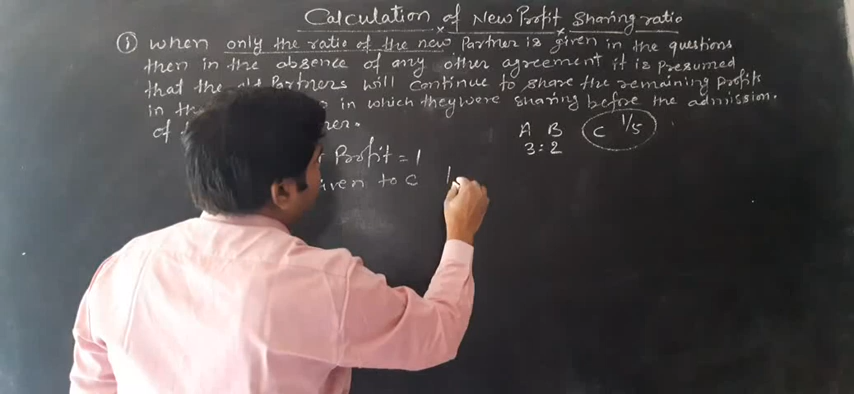 Calculation of New Profit Sharing ratio
(i) When only the ratio of the new Partner is given in the questions
then in the absence of any other agreement it is presumed
that the old Partners will continue to share the remaining profits
in the in which they were sharing before the admission.
of
A B C 1/5
3:2
Profit = 1
to C